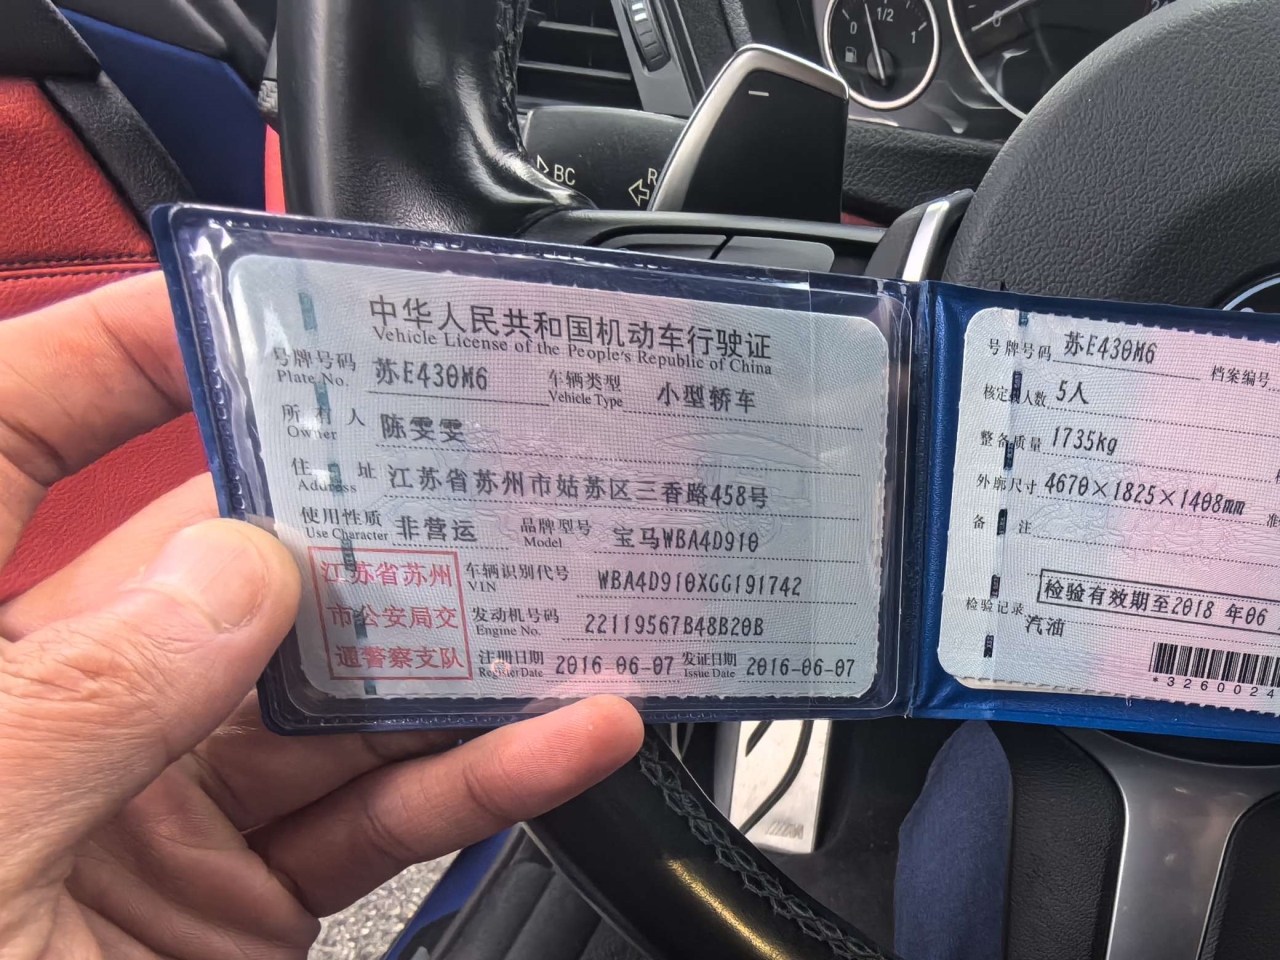 1/2
0
1
BC
R
中华人民共和国机动车行驶证
Vehicle License of the People's Republic of China
号牌号码 苏E430M6 车辆类型 小型轿车
Plate No. Vehicle Type
所有人 陈雯雯
Owner
住址 江苏省苏州市姑苏区三香路458号
Address
使用性质 非营运 品牌型号 宝马WBA4D910
Use Character Model
江苏省苏州
市公安局交
通警察支队
车辆识别代号 WBA4D910XGG191742
VIN
发动机号码 22119567B48B20B
Engine No.
注册日期 2016-06-07 发证日期 2016-06-07
Register Date Issue Date
号牌号码 苏E430M6 档案编号
核定载人数 5人
整备质量 1735kg
外廓尺寸 4670×1825×1408mm 准
备注
检验有效期至2018 年06
检验记录
汽油
*3260024